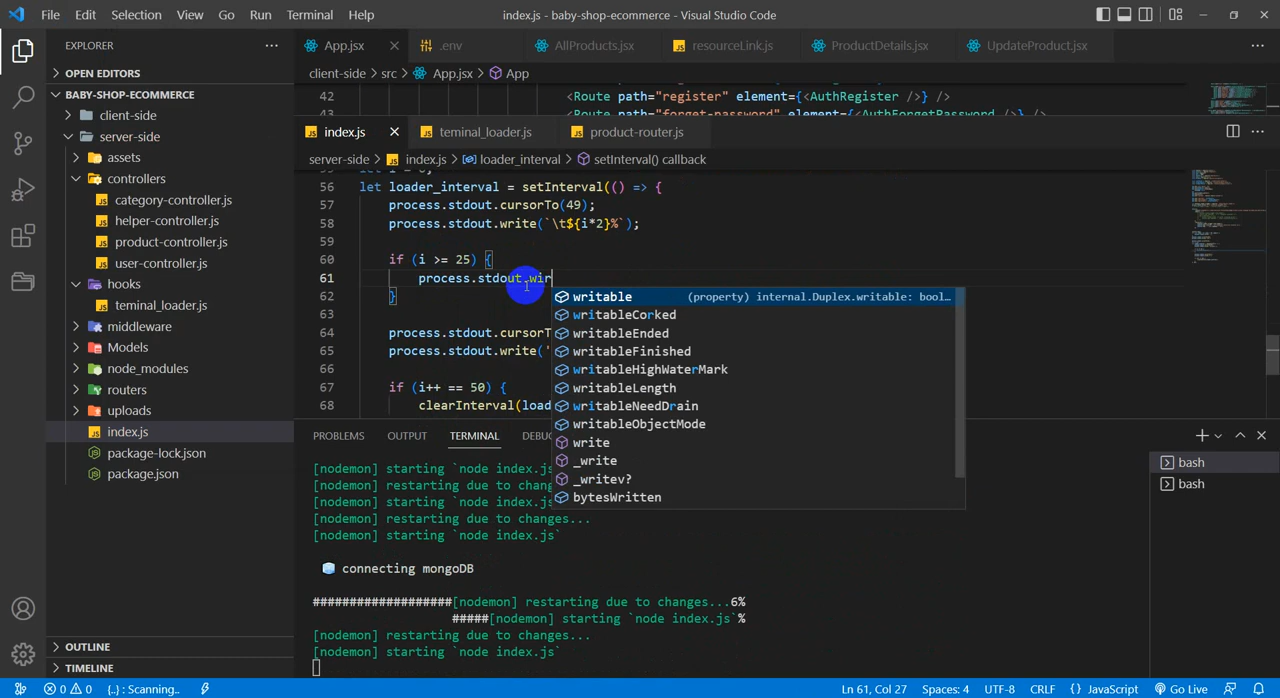 File Edit Selection View Go Run Terminal Help index.js - baby-shop-ecommerce - Visual Studio Code
EXPLORER
OPEN EDITORS
BABY-SHOP-ECOMMERCE
client-side
server-side
assets
controllers
category-controller.js
helper-controller.js
product-controller.js
user-controller.js
hooks
teminal_loader.js
middleware
Models
node_modules
routers
uploads
index.js
package-lock.json
package.json
OUTLINE
TIMELINE
App.jsx .env AllProducts.jsx resourceLink.js ProductDetails.jsx UpdateProduct.jsx
client-side > src > App.jsx > App
42 <Route path="register" element={<AuthRegister />} />
43 <Route path="forget-password" element={<AuthForgetPassword />} />
index.js teminal_loader.js product-router.js
server-side > index.js > loader_interval > setInterval() callback
56 let loader_interval = setInterval(() => {
57 process.stdout.cursorTo(49);
58 process.stdout.write(`\t${i*2}%`);
59
60 if (i >= 25) {
61 process.stdout.wir
62 }
63
64 process.stdout.cursorT
65 process.stdout.write('
66
67 if (i++ == 50) {
68 clearInterval(load
writable (property) internal.Duplex.writable: bool…
writableCorked
writableEnded
writableFinished
writableHighWaterMark
writableLength
writableNeedDrain
writableObjectMode
write
_write
_writev?
bytesWritten
PROBLEMS OUTPUT TERMINAL DEBUG
[nodemon] starting `node index.js
[nodemon] restarting due to chang
[nodemon] starting `node index.js
[nodemon] restarting due to changes...
[nodemon] starting `node index.js`
connecting mongoDB
###################[nodemon] restarting due to changes...6%
#####[nodemon] starting `node index.js`%
[nodemon] restarting due to changes...
[nodemon] starting `node index.js`
bash
bash
0 0 {..} : Scanning.. Ln 61, Col 27 Spaces: 4 UTF-8 CRLF {} JavaScript Go Live